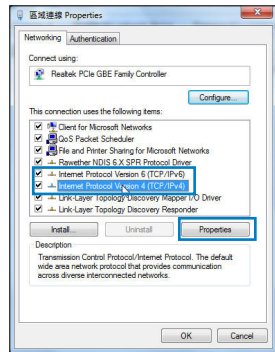 區域連線 Properties
Networking Authentication
Connect using:
Realtek PCIe GBE Family Controller
Configure...
This connection uses the following items:
Client for Microsoft Networks
QoS Packet Scheduler
File and Printer Sharing for Microsoft Networks
Rawether NDIS 6.X SPR Protocol Driver
Internet Protocol Version 6 (TCP/IPv6)
Internet Protocol Version 4 (TCP/IPv4)
Link-Layer Topology Discovery Mapper I/O Driver
Link-Layer Topology Discovery Responder
Install... Uninstall Properties
Description
Transmission Control Protocol/Internet Protocol. The default
wide area network protocol that provides communication
across diverse interconnected networks.
OK Cancel